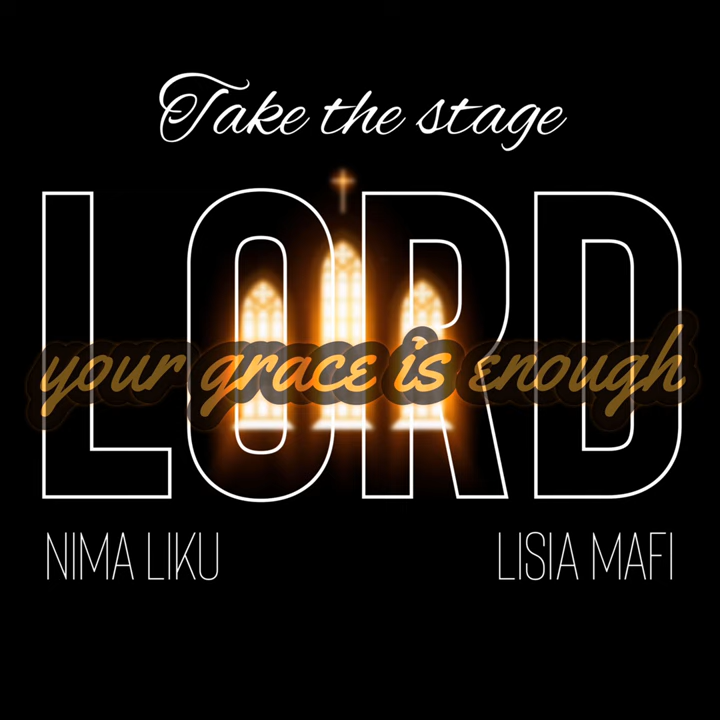 Take the stage
LORD
your grace is enough
NIMA LIKU
LISIA MAFI